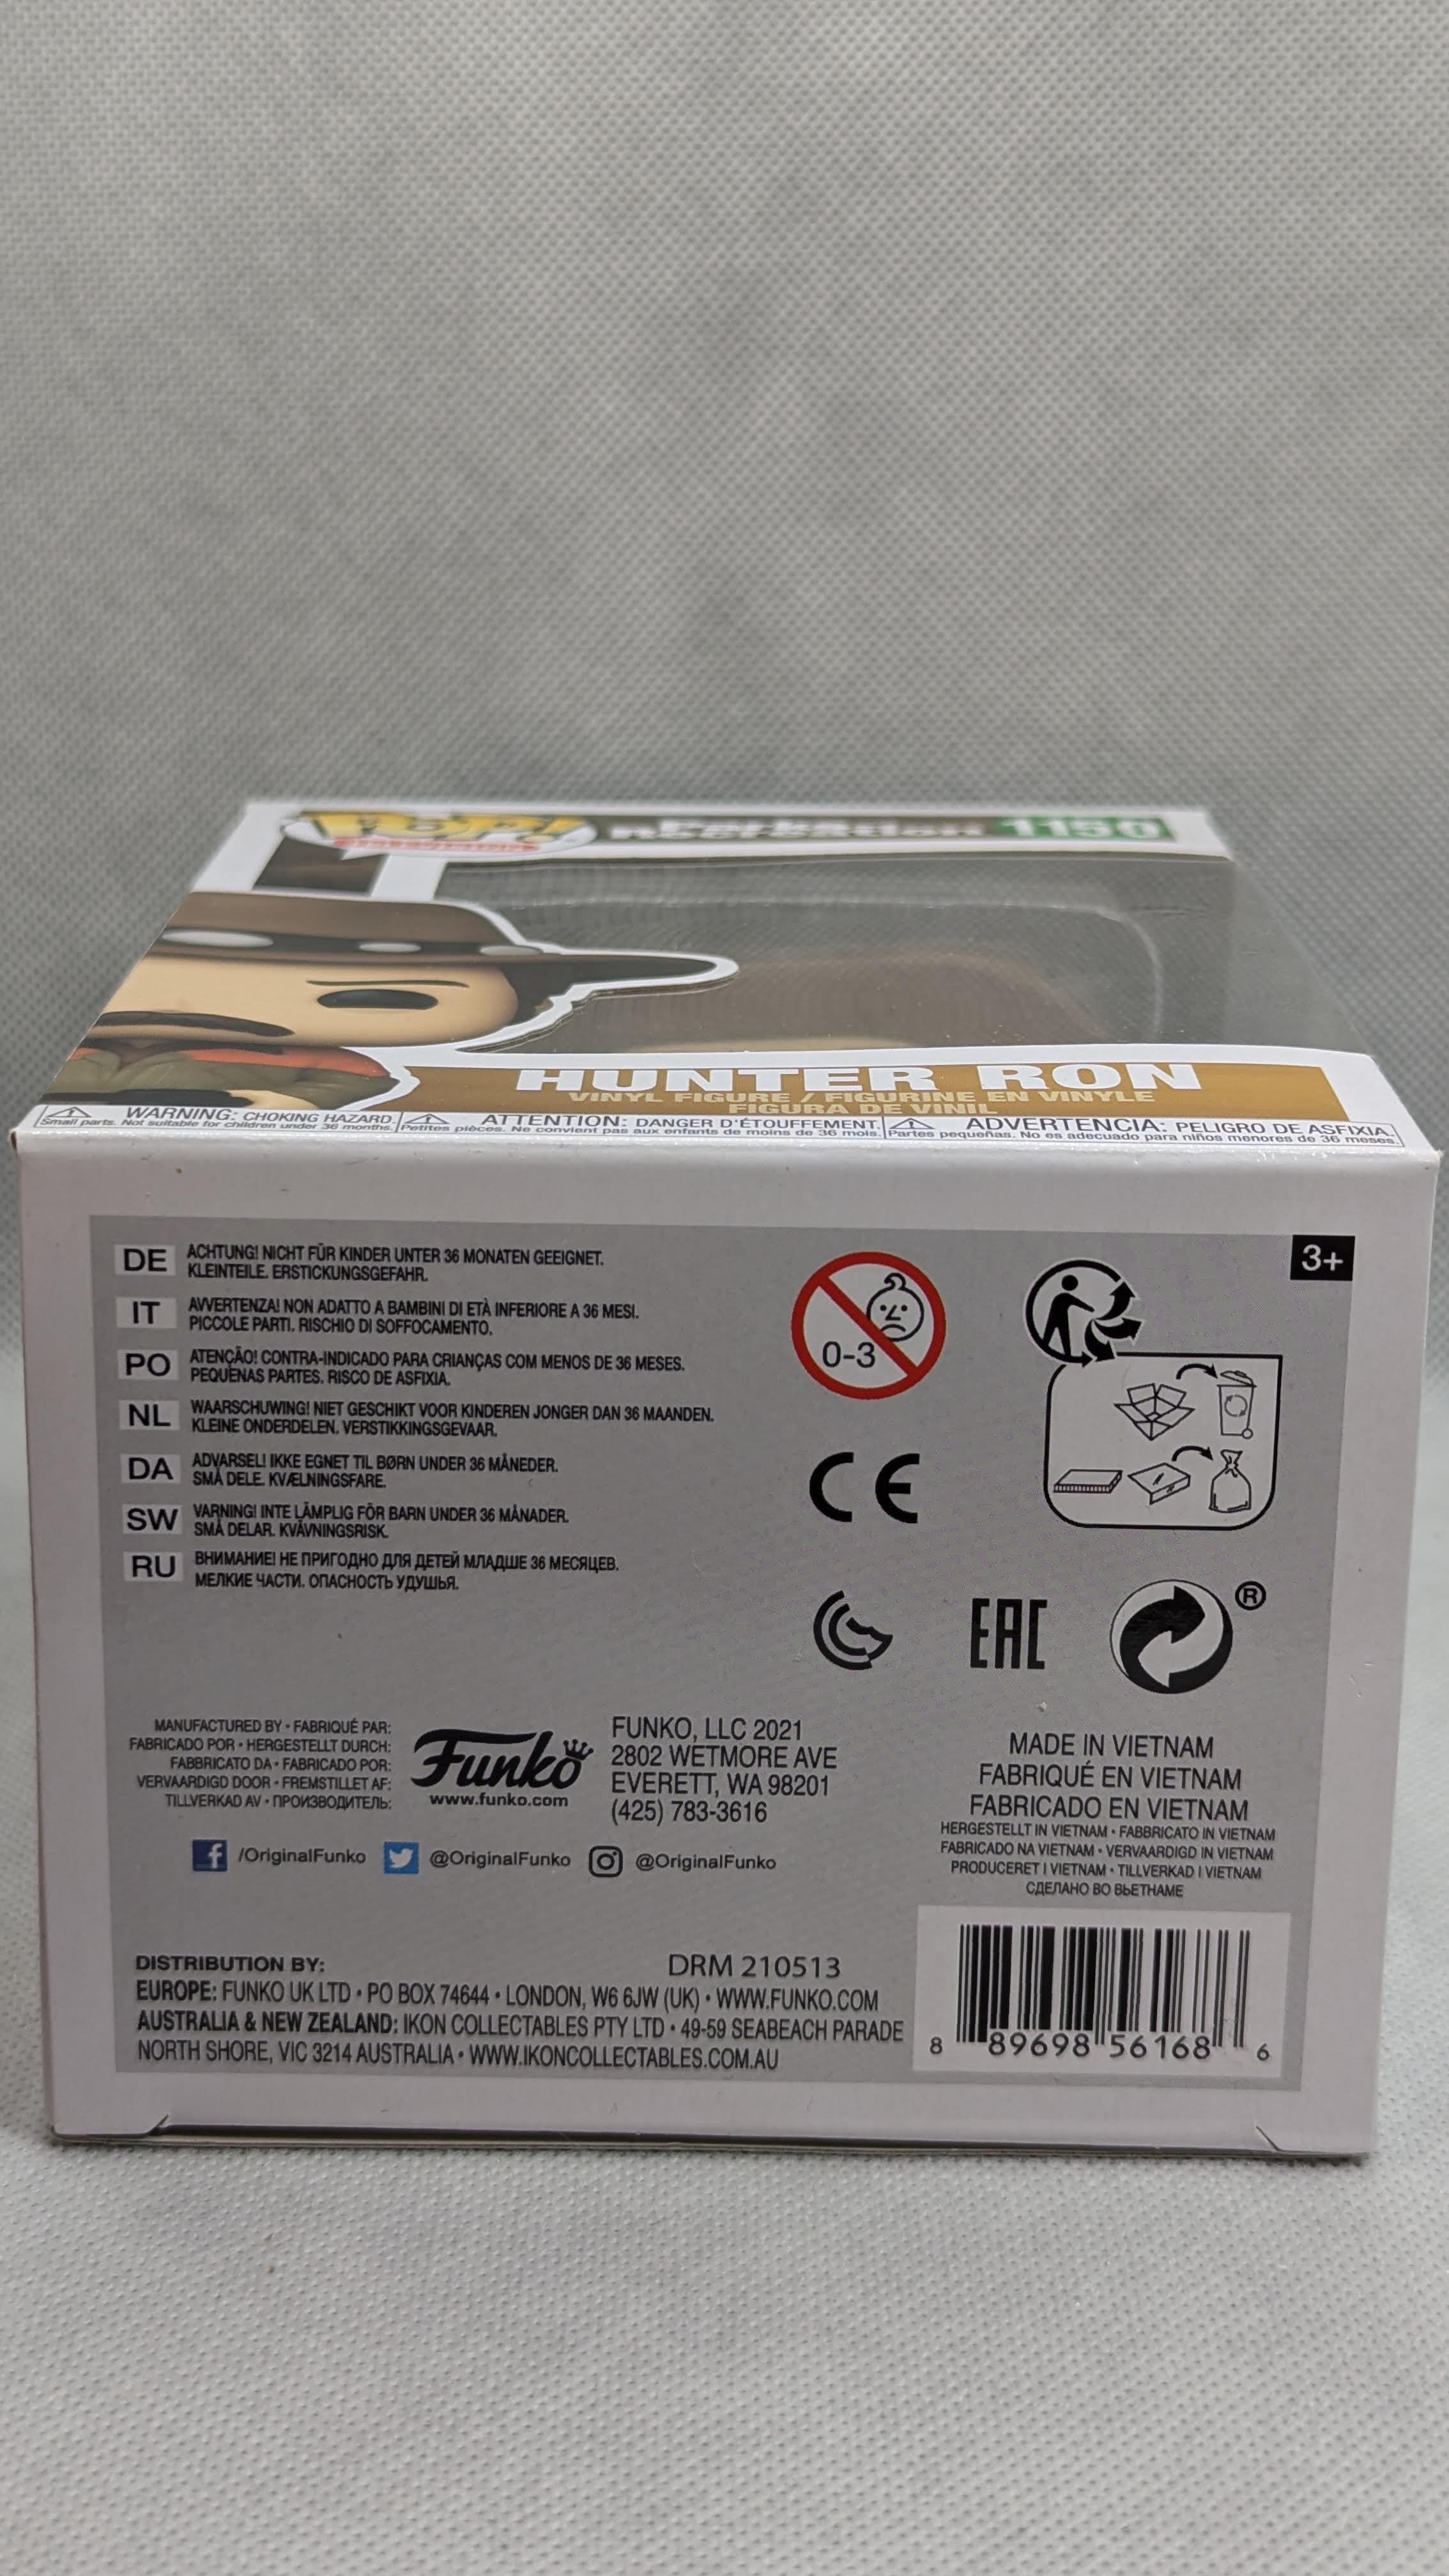 POP!
Parks Recreation 1150
HUNTER RON
VINYL FIGURE / FIGURINE EN VINYLE
FIGURA DE VINIL
WARNING: CHOKING HAZARD.
Small parts. Not suitable for children under 36 months.
ATTENTION: DANGER D'ÉTOUFFEMENT.
Petites pièces. Ne convient pas aux enfants de moins de 36 mois.
ADVERTENCIA: PELIGRO DE ASFIXIA.
Partes pequeñas. No es adecuado para niños menores de 36 meses.
3+
DE ACHTUNG! NICHT FÜR KINDER UNTER 36 MONATEN GEEIGNET.
KLEINTEILE. ERSTICKUNGSGEFAHR.
IT AVVERTENZA! NON ADATTO A BAMBINI DI ETÀ INFERIORE A 36 MESI.
PICCOLE PARTI. RISCHIO DI SOFFOCAMENTO.
PO ATENÇÃO! CONTRA-INDICADO PARA CRIANÇAS COM MENOS DE 36 MESES.
PEQUENAS PARTES. RISCO DE ASFIXIA.
NL WAARSCHUWING! NIET GESCHIKT VOOR KINDEREN JONGER DAN 36 MAANDEN.
KLEINE ONDERDELEN. VERSTIKKINGSGEVAAR.
DA ADVARSEL! IKKE EGNET TIL BØRN UNDER 36 MÅNEDER.
SMÅ DELE. KVÆLNINGSFARE.
SW VARNING! INTE LÄMPLIG FÖR BARN UNDER 36 MÅNADER.
SMÅ DELAR. KVÄVNINGSRISK.
RU ВНИМАНИЕ! НЕ ПРИГОДНО ДЛЯ ДЕТЕЙ МЛАДШЕ 36 МЕСЯЦЕВ.
МЕЛКИЕ ЧАСТИ. ОПАСНОСТЬ УДУШЬЯ.
0-3
CE
EAC
®
MANUFACTURED BY • FABRIQUÉ PAR:
FABRICADO POR • HERGESTELLT DURCH:
FABBRICATO DA • FABRICADO POR:
VERVAARDIGD DOOR • FREMSTILLET AF:
TILLVERKAD AV • ПРОИЗВОДИТЕЛЬ:
Funko
www.funko.com
FUNKO, LLC 2021
2802 WETMORE AVE
EVERETT, WA 98201
(425) 783-3616
/OriginalFunko @OriginalFunko @OriginalFunko
MADE IN VIETNAM
FABRIQUÉ EN VIETNAM
FABRICADO EN VIETNAM
HERGESTELLT IN VIETNAM • FABBRICATO IN VIETNAM
FABRICADO NA VIETNAM • VERVAARDIGD IN VIETNAM
PRODUCERET I VIETNAM • TILLVERKAD I VIETNAM
СДЕЛАНО ВО ВЬЕТНАМЕ
DISTRIBUTION BY:
DRM 210513
EUROPE: FUNKO UK LTD • PO BOX 74644 • LONDON, W6 6JW (UK) • WWW.FUNKO.COM
AUSTRALIA & NEW ZEALAND: IKON COLLECTABLES PTY LTD • 49-59 SEABEACH PARADE
NORTH SHORE, VIC 3214 AUSTRALIA • WWW.IKONCOLLECTABLES.COM.AU
8 89698 56168 6